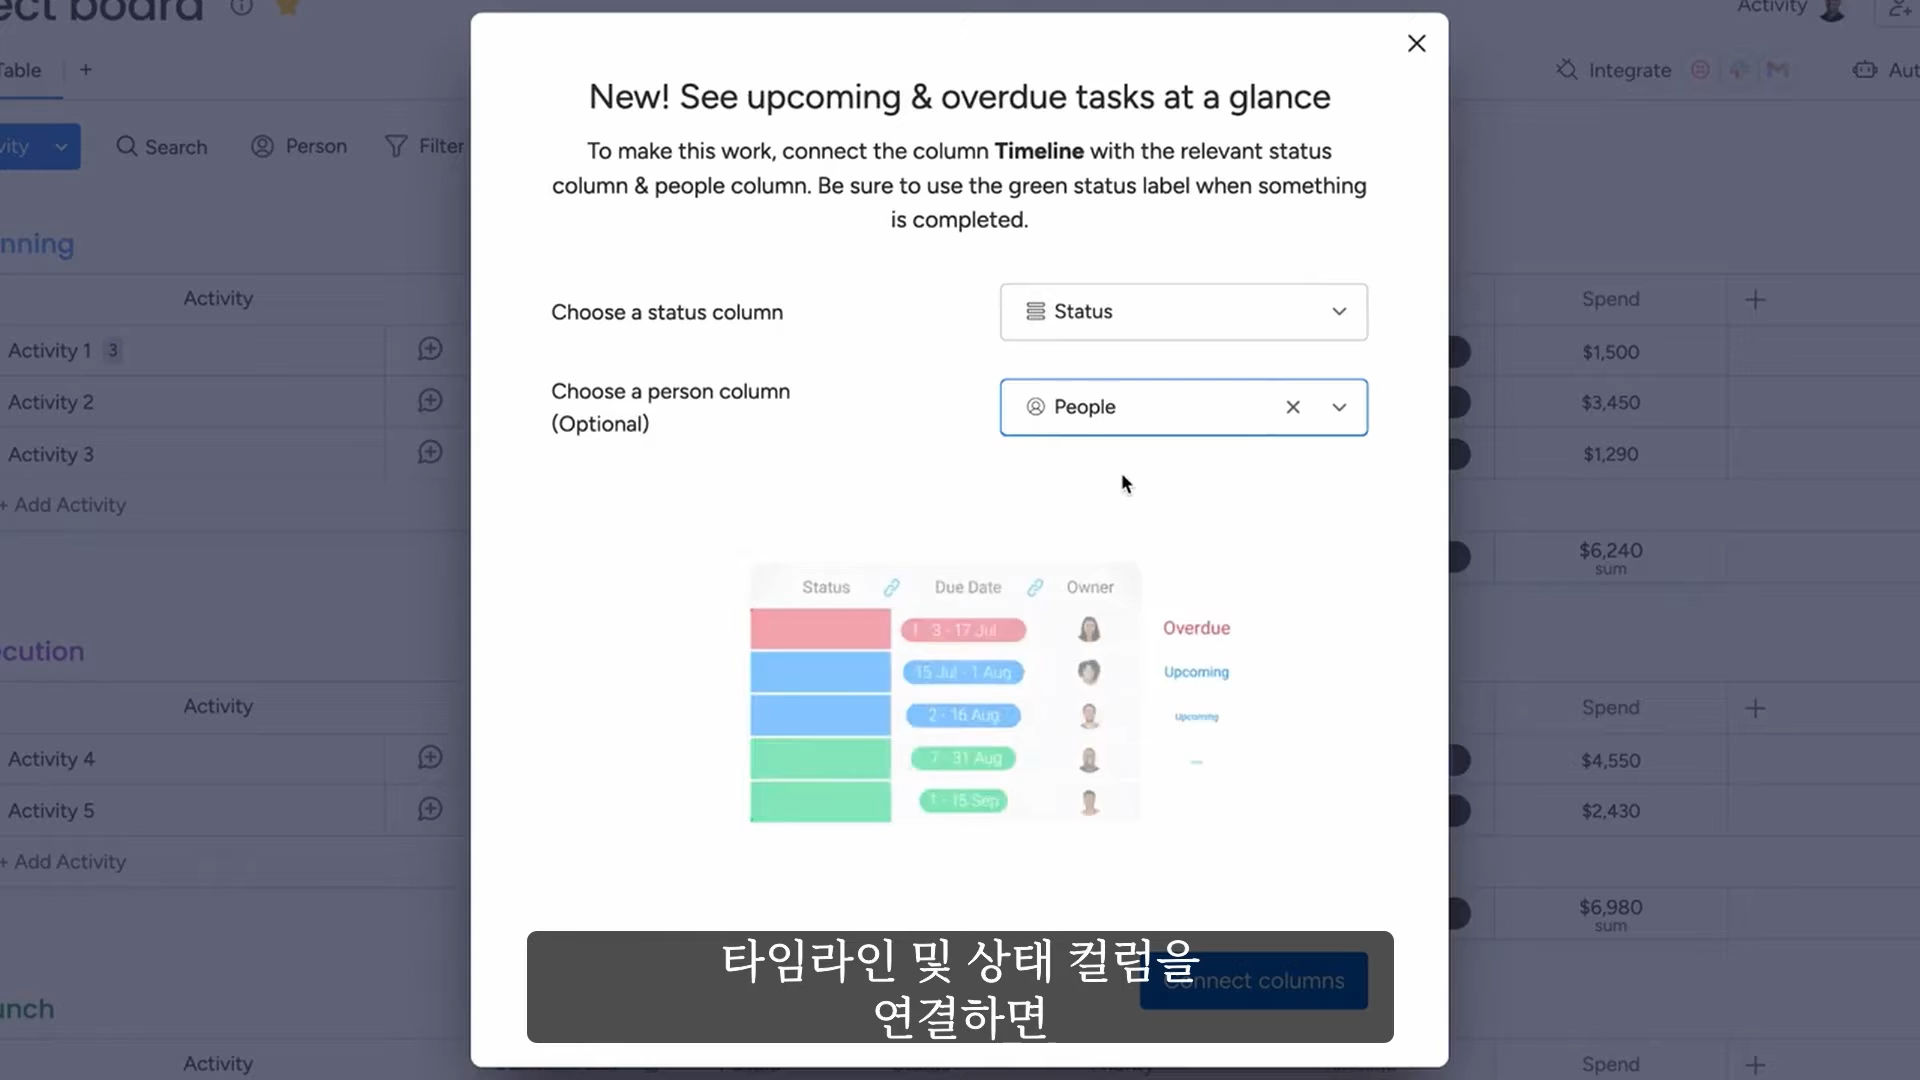 ect board
Activity
Table
+
Integrate
Aut
vity
Search
Person
Filter
nning
Activity
Spend
+
Activity 1 3
$1,500
Activity 2
$3,450
Activity 3
$1,290
+ Add Activity
$6,240
sum
ecution
Activity
Spend
+
Activity 4
$4,550
Activity 5
$2,430
+ Add Activity
$6,980
sum
unch
Activity
Spend
+
New! See upcoming & overdue tasks at a glance
To make this work, connect the column Timeline with the relevant status
column & people column. Be sure to use the green status label when something
is completed.
Choose a status column
Status
Choose a person column
(Optional)
People
Status Due Date Owner
! 3 - 17 Jul Overdue
15 Jul - 1 Aug Upcoming
2 - 16 Aug Upcoming
7 - 31 Aug
1 - 15 Sep
Connect columns
타임라인 및 상태 컬럼을
연결하면